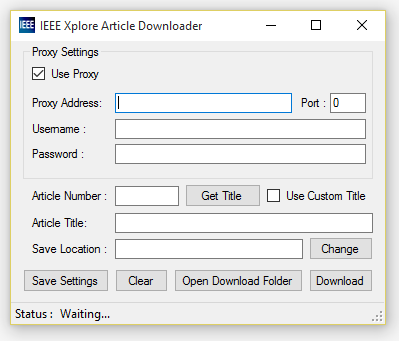 IEEE IEEE Xplore Article Downloader
Proxy Settings
Use Proxy
Proxy Address: Port : 0
Username :
Password :
Article Number : Get Title Use Custom Title
Article Title:
Save Location : Change
Save Settings Clear Open Download Folder Download
Status : Waiting...